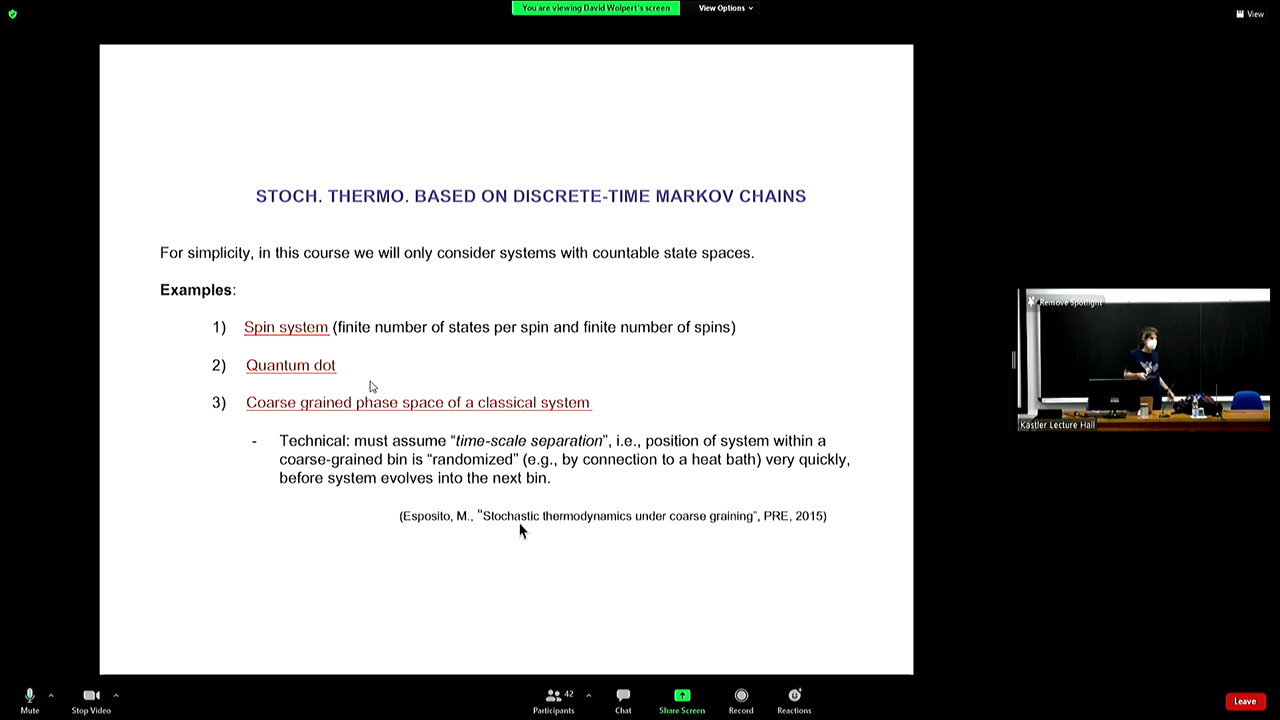 You are viewing David Wolpert's screen
View Options
View
STOCH. THERMO. BASED ON DISCRETE-TIME MARKOV CHAINS
For simplicity, in this course we will only consider systems with countable state spaces.
Examples:
1) Spin system (finite number of states per spin and finite number of spins)
2) Quantum dot
3) Coarse grained phase space of a classical system
- Technical: must assume “time-scale separation”, i.e., position of system within a
coarse-grained bin is “randomized” (e.g., by connection to a heat bath) very quickly,
before system evolves into the next bin.
(Esposito, M., “Stochastic thermodynamics under coarse graining”, PRE, 2015)
Remove Spotlight
Kastler Lecture Hall
Mute
Stop Video
42
Participants
Chat
Share Screen
Record
Reactions
Leave